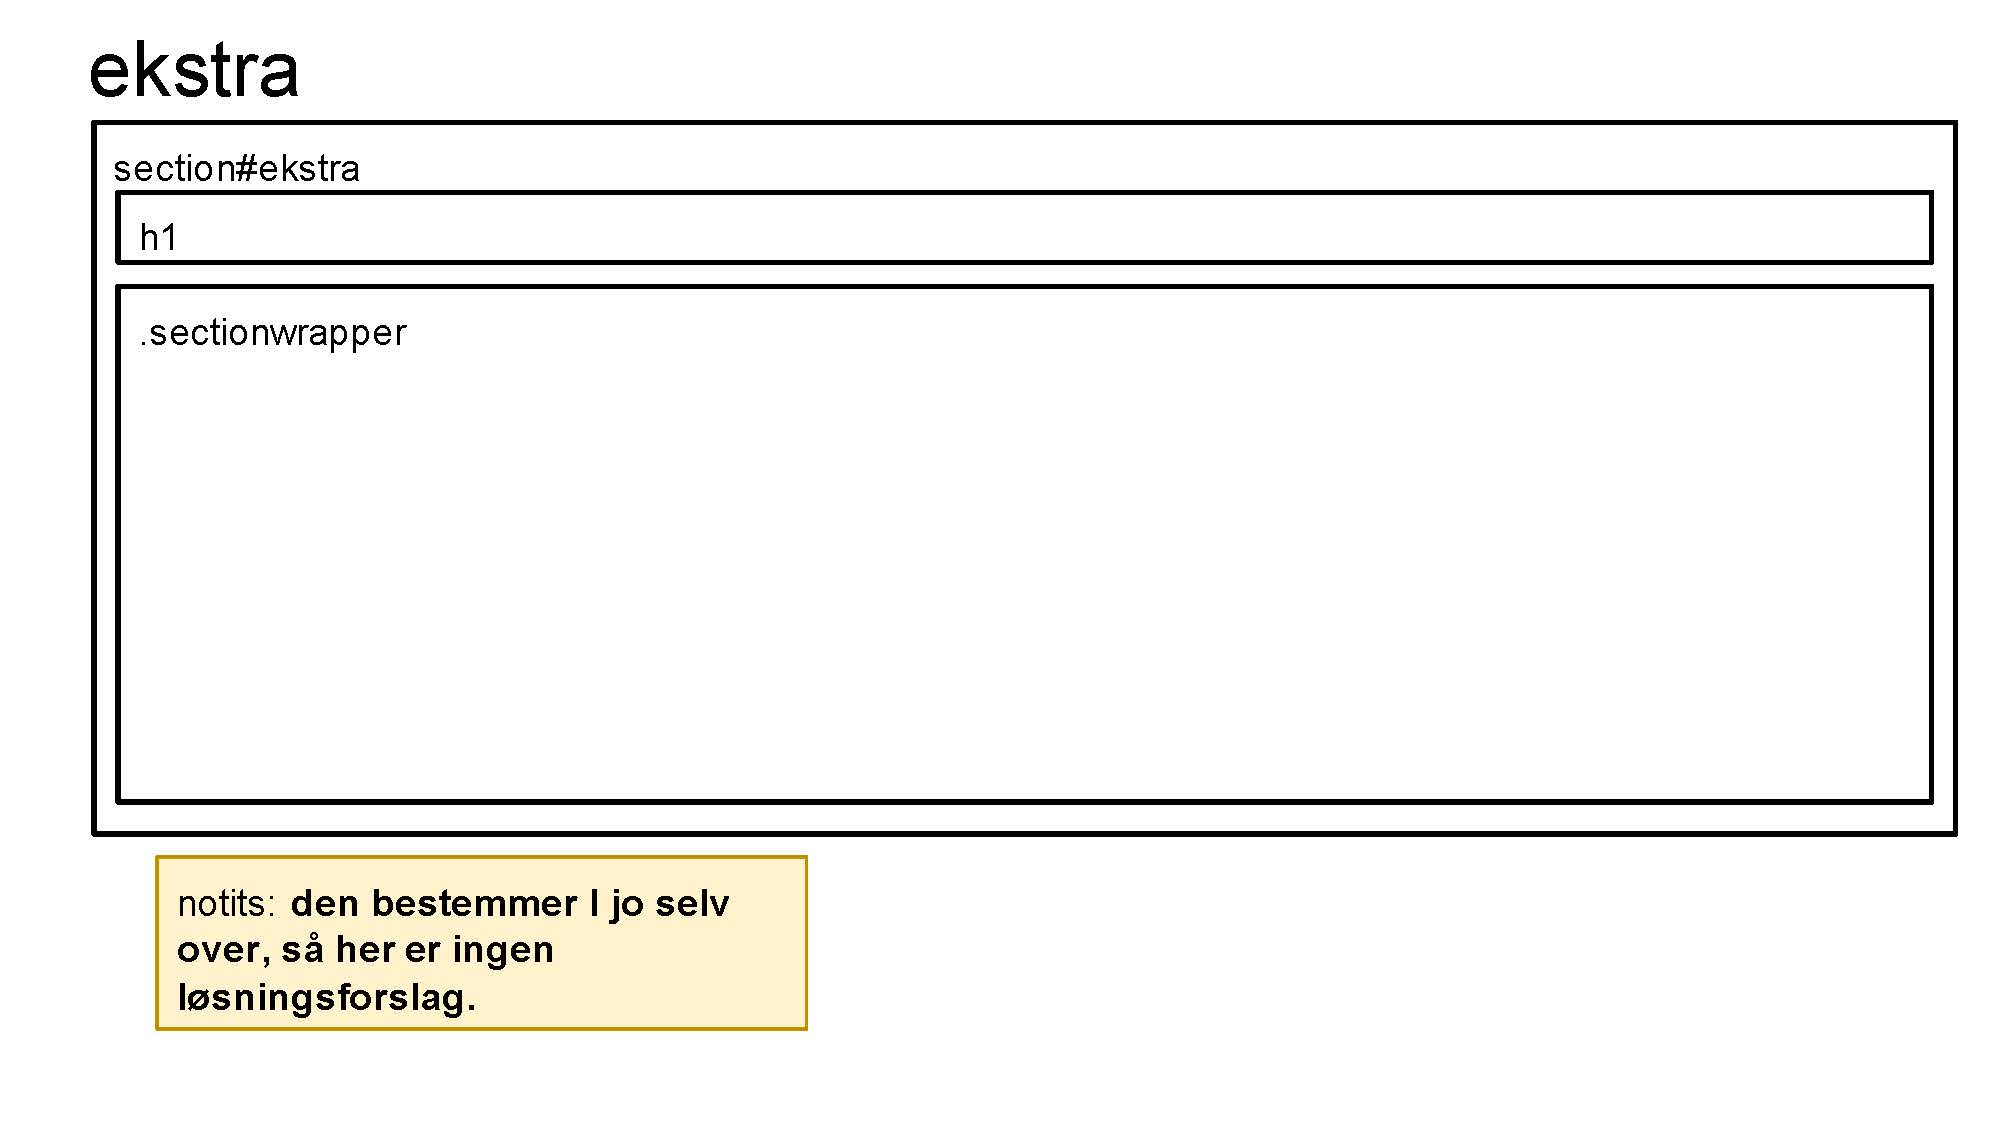 ekstra
section#ekstra
h1
.sectionwrapper
notits: den bestemmer I jo selv
over, så her er ingen
løsningsforslag.